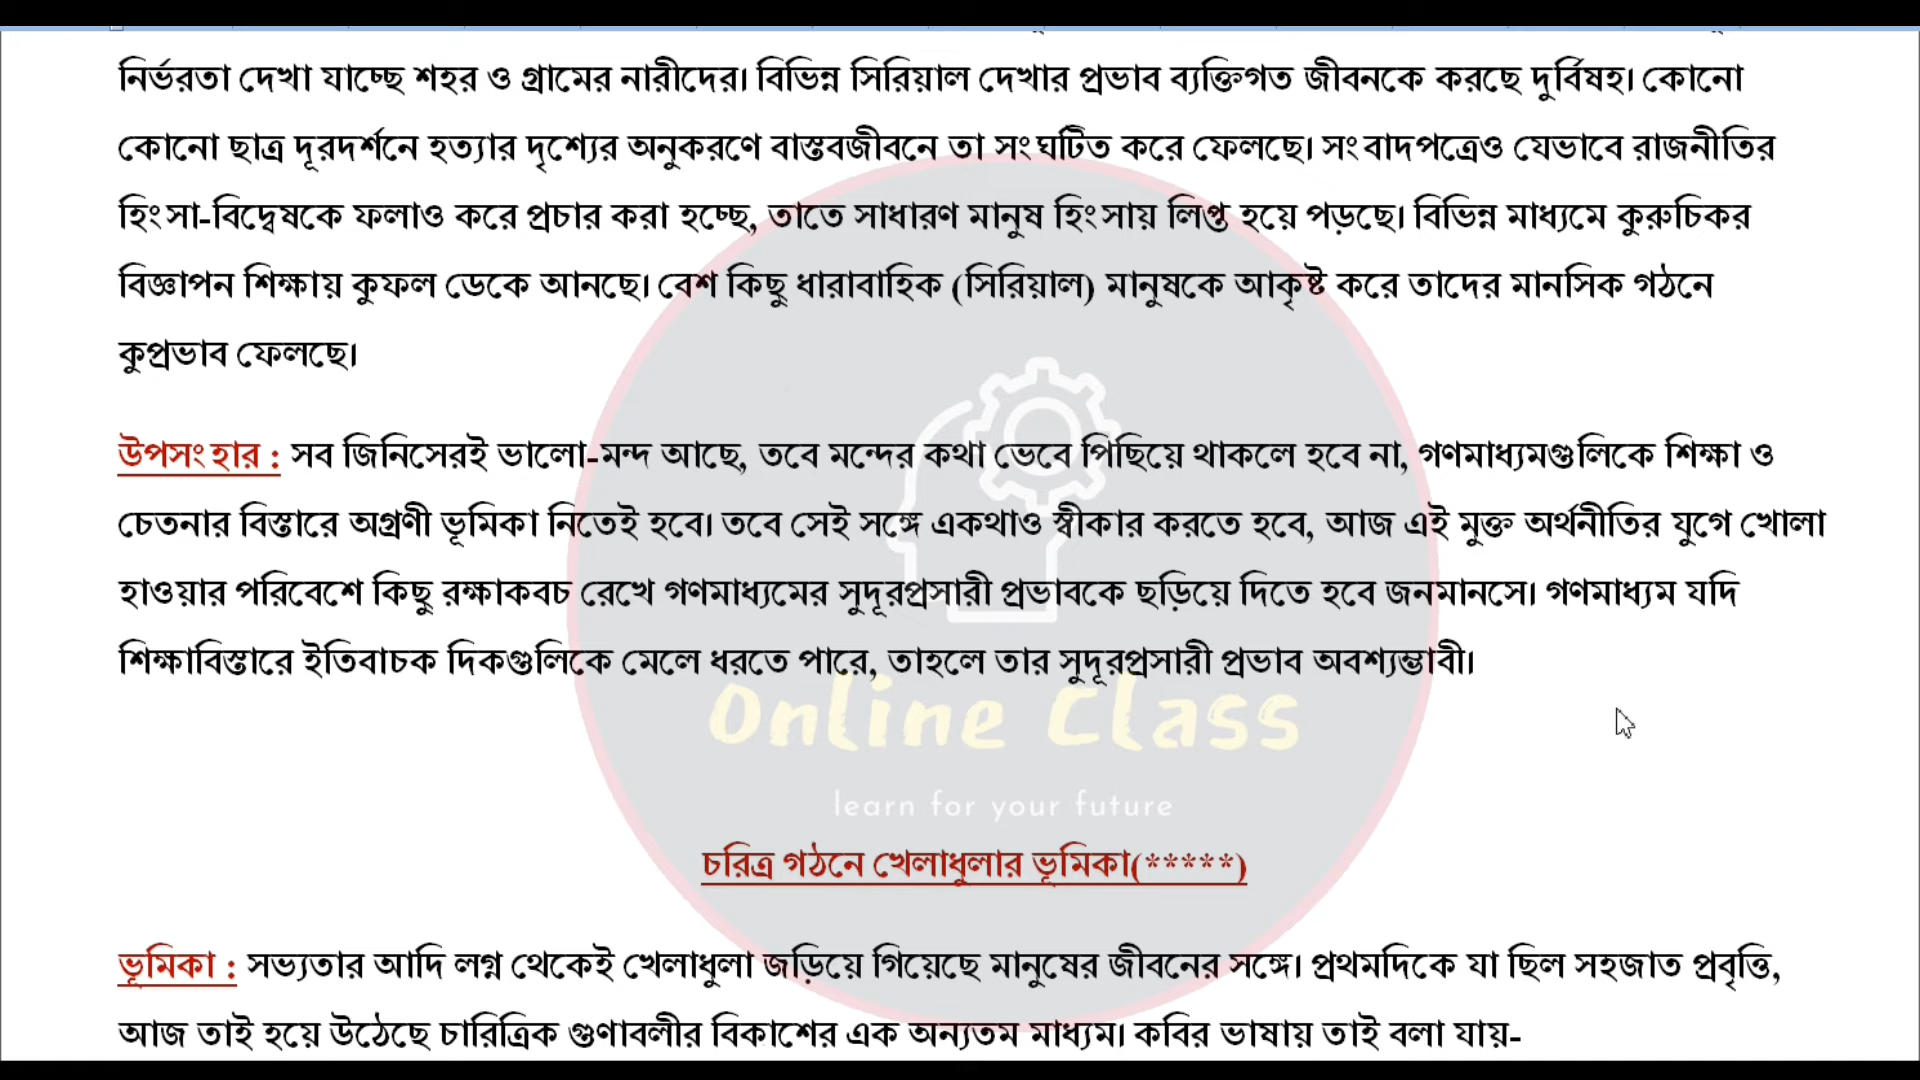 নির্ভরতা দেখা যাচ্ছে শহর ও গ্রামের নারীদের। বিভিন্ন সিরিয়াল দেখার প্রভাব ব্যক্তিগত জীবনকে করছে দুর্বিষহ। কোনো
কোনো ছাত্র দূরদর্শনে হত্যার দৃশ্যের অনুকরণে বাস্তবজীবনে তা সংঘটিত করে ফেলছে। সংবাদপত্রেও যেভাবে রাজনীতির
হিংসা-বিদ্বেষকে ফলাও করে প্রচার করা হচ্ছে, তাতে সাধারণ মানুষ হিংসায় লিপ্ত হয়ে পড়ছে। বিভিন্ন মাধ্যমে কুরুচিকর
বিজ্ঞাপন শিক্ষায় কুফল ডেকে আনছে। বেশ কিছু ধারাবাহিক (সিরিয়াল) মানুষকে আকৃষ্ট করে তাদের মানসিক গঠনে
কুপ্রভাব ফেলছে।
উপসংহার : সব জিনিসেরই ভালো-মন্দ আছে, তবে মন্দের কথা ভেবে পিছিয়ে থাকলে হবে না, গণমাধ্যমগুলিকে শিক্ষা ও
চেতনার বিস্তারে অগ্রণী ভূমিকা নিতেই হবে। তবে সেই সঙ্গে একথাও স্বীকার করতে হবে, আজ এই মুক্ত অর্থনীতির যুগে খোলা
হাওয়ার পরিবেশে কিছু রক্ষাকবচ রেখে গণমাধ্যমের সুদূরপ্রসারী প্রভাবকে ছড়িয়ে দিতে হবে জনমানসে। গণমাধ্যম যদি
শিক্ষাবিস্তারে ইতিবাচক দিকগুলিকে মেলে ধরতে পারে, তাহলে তার সুদূরপ্রসারী প্রভাব অবশ্যম্ভাবী।
Online Class
learn for your future
চরিত্র গঠনে খেলাধুলার ভূমিকা(*****)
ভূমিকা : সভ্যতার আদি লগ্ন থেকেই খেলাধুলা জড়িয়ে গিয়েছে মানুষের জীবনের সঙ্গে। প্রথমদিকে যা ছিল সহজাত প্রবৃত্তি,
আজ তাই হয়ে উঠেছে চারিত্রিক গুণাবলীর বিকাশের এক অন্যতম মাধ্যম। কবির ভাষায় তাই বলা যায়-